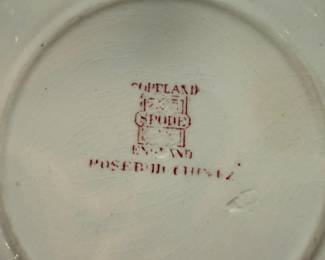 COPELAND
SPODE
ENGLAND
ROSEBUD CHINTZ